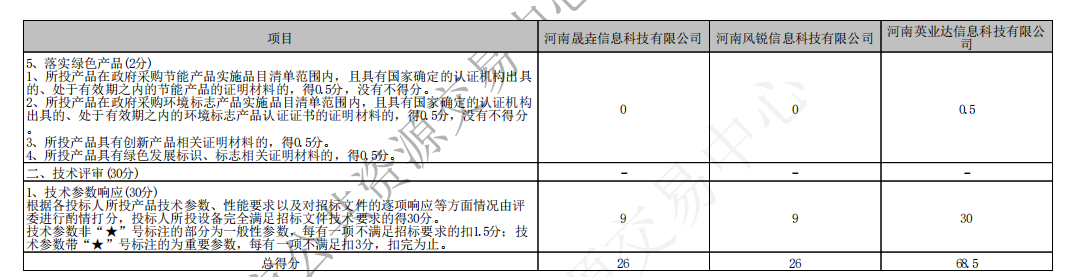 项目
河南晟垚信息科技有限公司
河南风锐信息科技有限公司
河南英业达信息科技有限公
司
5、落实绿色产品(2分)
1、所投产品在政府采购节能产品实施品目清单范围内，且具有国家确定的认证机构出具
的、处于有效期之内的节能产品的证明材料的，得0.5分，没有不得分。
2、所投产品在政府采购环境标志产品实施品目清单范围内，且具有国家确定的认证机构
出具的、处于有效期之内的环境标志产品认证证书的证明材料的，得0.5分，没有不得分
。
3、所投产品具有创新产品相关证明材料的，得0.5分。
4、所投产品具有绿色发展标识、标志相关证明材料的，得0.5分。
0
0
0.5
二、技术评审(30分)
-
-
-
1、技术参数响应(30分)
根据各投标人所投产品技术参数、性能要求以及对招标文件的逐项响应等方面情况由评
委进行酌情打分，投标人所投设备完全满足招标文件技术要求的得30分。
技术参数非“★”号标注的部分为一般性参数，每有一项不满足招标要求的扣1.5分；技
术参数带“★”号标注的为重要参数，每有一项不满足扣3分，扣完为止。
9
9
30
总得分
26
26
68.5
公共资源交易中心
源交易中心